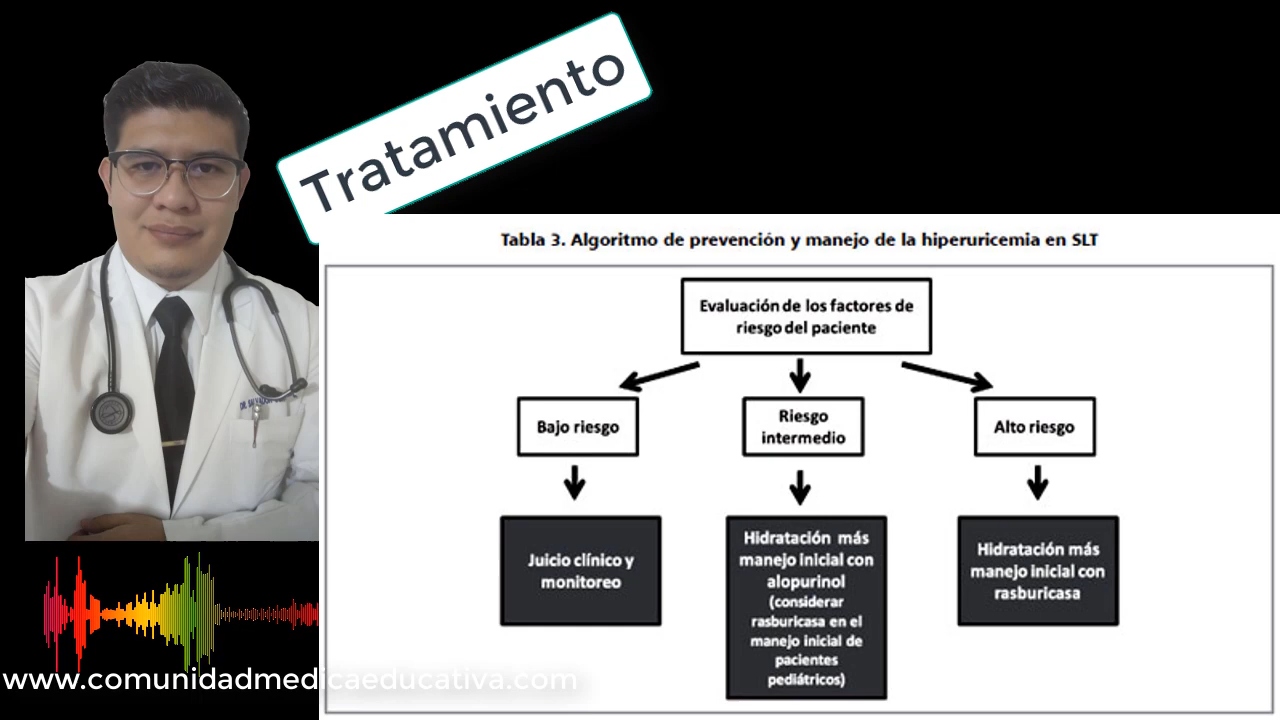 Tratamiento
Tabla 3. Algoritmo de prevención y manejo de la hiperuricemia en SLT
Evaluación de los factores de
riesgo del paciente
Bajo riesgo
Riesgo
intermedio
Alto riesgo
Juicio clínico y
monitoreo
Hidratación más
manejo inicial con
alopurinol
(considerar
rasburicasa en el
manejo inicial de
pacientes
pediátricos)
Hidratación más
manejo inicial con
rasburicasa
DR.
www.comunidadmedicaeducativa.com